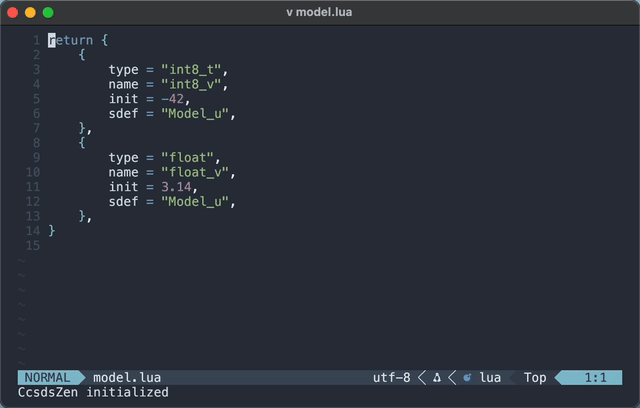 v model.lua
1 return {
2     {
3         type = "int8_t",
4         name = "int8_v",
5         init = -42,
6         sdef = "Model_u",
7     },
8     {
9         type = "float",
10         name = "float_v",
11         init = 3.14,
12         sdef = "Model_u",
13     },
14 }
15
~
~
~
~
~
~
~
~
NORMAL model.lua utf-8 lua Top 1:1
CcsdsZen initialized